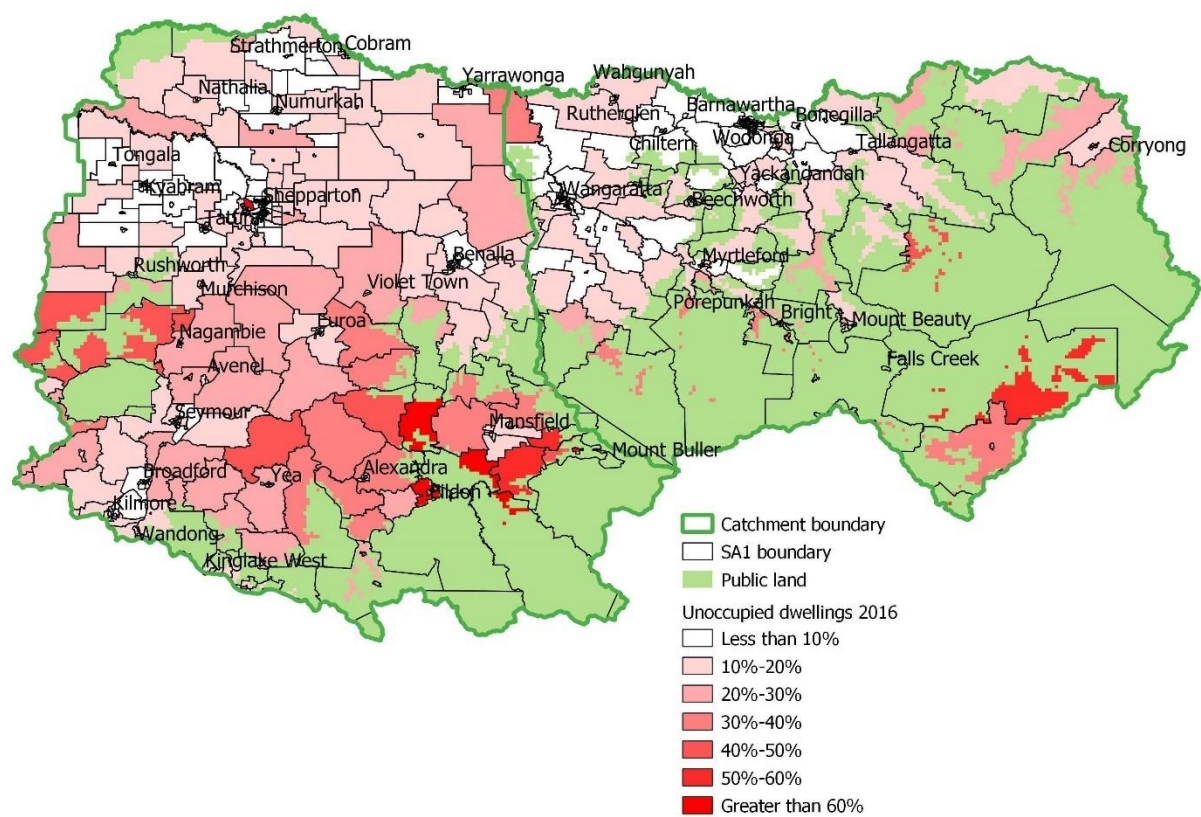 Strathmerton
Cobram
Yarrawonga
Wahgunyah
Nathalia
Numurkah
Rutherglen
Barnawartha
Bonegilla
Chiltern
Wodonga
Tallangatta
Corryong
Tongala
Kyabram
Shepparton
Tatura
Wangaratta
Yackandandah
Beechworth
Rushworth
Benalla
Myrtleford
Murchison
Violet Town
Porepunkah
Bright
Mount Beauty
Nagambie
Euroa
Falls Creek
Avenel
Seymour
Mansfield
Mount Buller
Broadford
Yea
Alexandra
Eildon
Kilmore
Wandong
Kinglake West
Catchment boundary
SA1 boundary
Public land
Unoccupied dwellings 2016
Less than 10%
10%-20%
20%-30%
30%-40%
40%-50%
50%-60%
Greater than 60%